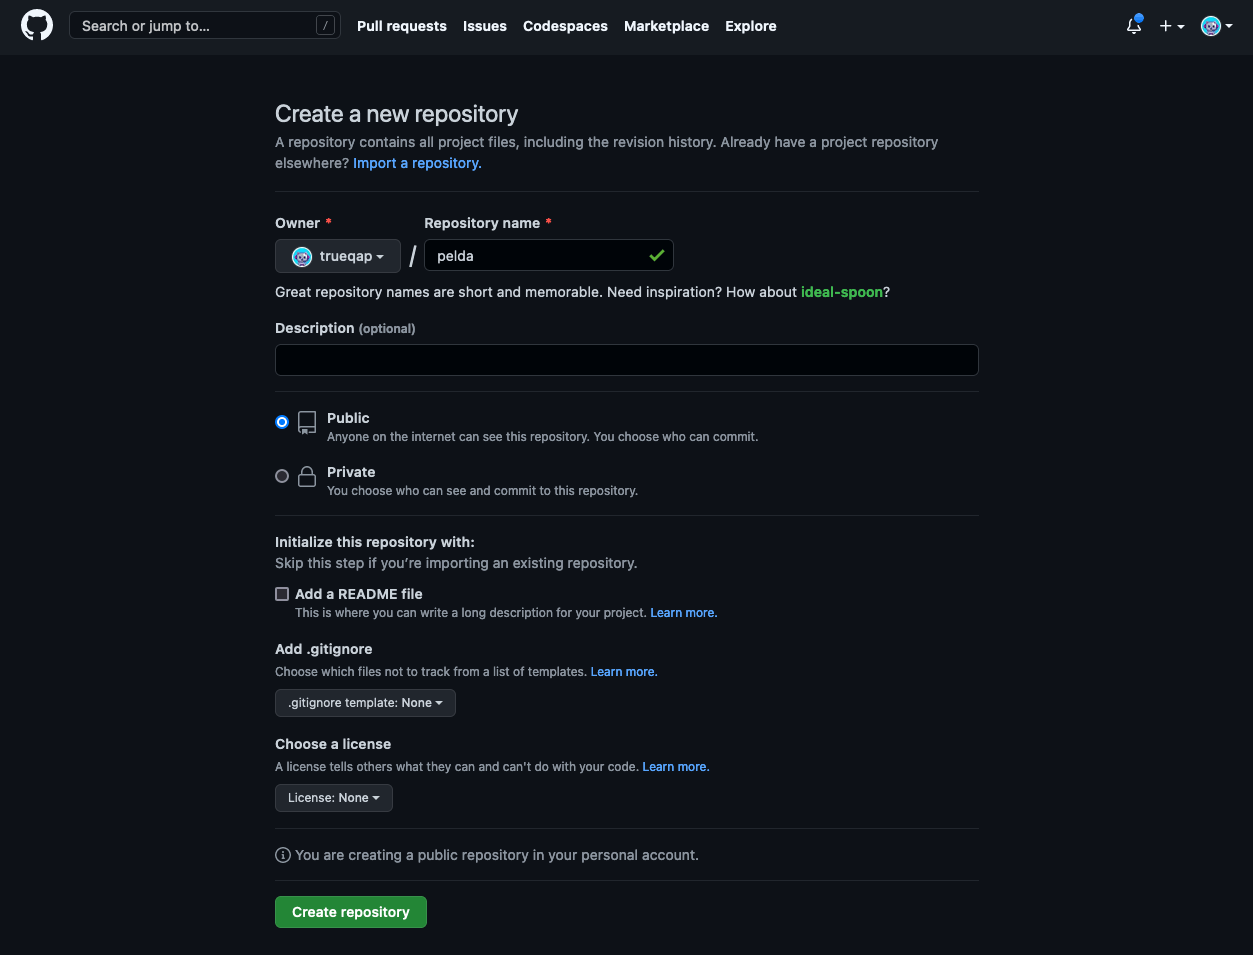 Search or jump to... /
Pull requests Issues Codespaces Marketplace Explore
Create a new repository
A repository contains all project files, including the revision history. Already have a project repository
elsewhere? Import a repository.
Owner * Repository name *
trueqap / pelda
Great repository names are short and memorable. Need inspiration? How about ideal-spoon?
Description (optional)
Public
Anyone on the internet can see this repository. You choose who can commit.
Private
You choose who can see and commit to this repository.
Initialize this repository with:
Skip this step if you’re importing an existing repository.
Add a README file
This is where you can write a long description for your project. Learn more.
Add .gitignore
Choose which files not to track from a list of templates. Learn more.
.gitignore template: None
Choose a license
A license tells others what they can and can't do with your code. Learn more.
License: None
You are creating a public repository in your personal account.
Create repository